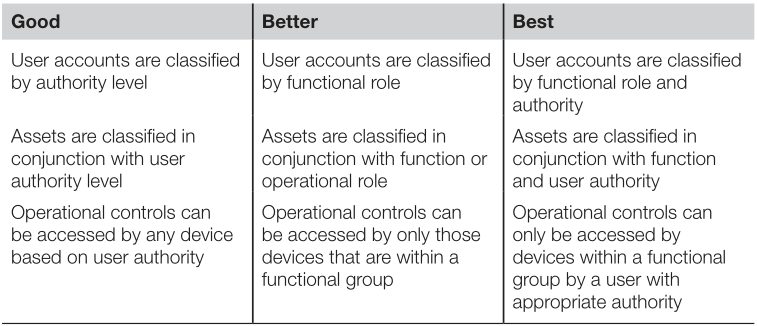 Good
Better
Best
User accounts are classified
by authority level
User accounts are classified
by functional role
User accounts are classified
by functional role and
authority
Assets are classified in
conjunction with user
authority level
Assets are classified in
conjunction with function or
operational role
Assets are classified in
conjunction with function
and user authority
Operational controls can
be accessed by any device
based on user authority
Operational controls can
be accessed by only those
devices that are within a
functional group
Operational controls can
only be accessed by
devices within a functional
group by a user with
appropriate authority